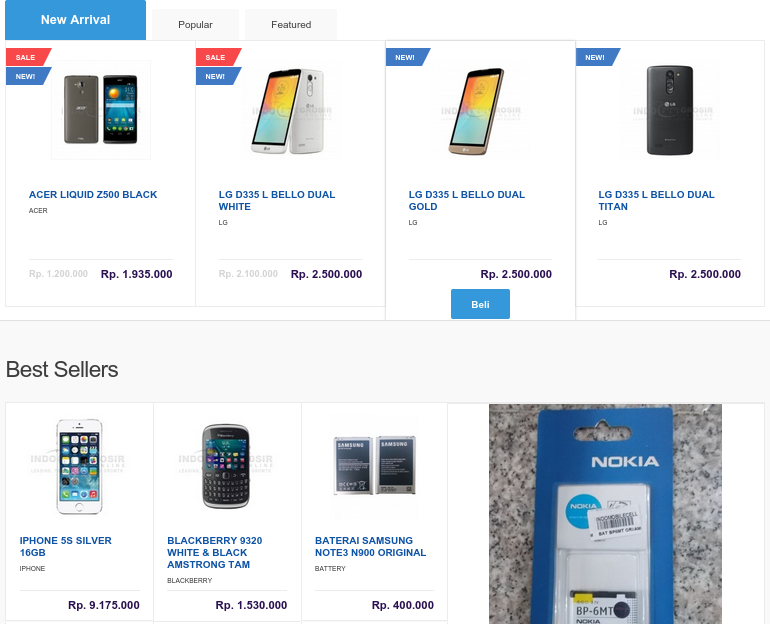 New Arrival
Popular
Featured
SALE
NEW!
SALE
NEW!
NEW!
NEW!
ACER LIQUID Z500 BLACK
ACER
Rp. 1.200.000 Rp. 1.935.000
LG D335 L BELLO DUAL
WHITE
LG
Rp. 2.100.000 Rp. 2.500.000
LG D335 L BELLO DUAL
GOLD
LG
Rp. 2.500.000
Beli
LG D335 L BELLO DUAL
TITAN
LG
Rp. 2.500.000
Best Sellers
IPHONE 5S SILVER
16GB
IPHONE
Rp. 9.175.000
BLACKBERRY 9320
WHITE & BLACK
AMSTRONG TAM
BLACKBERRY
Rp. 1.530.000
SAMSUNG
SAMSUNG
BATERAI SAMSUNG
NOTE3 N900 ORIGINAL
BATTERY
Rp. 400.000
NOKIA
NOKIA
INDOMOBILECELL
BP-6MT